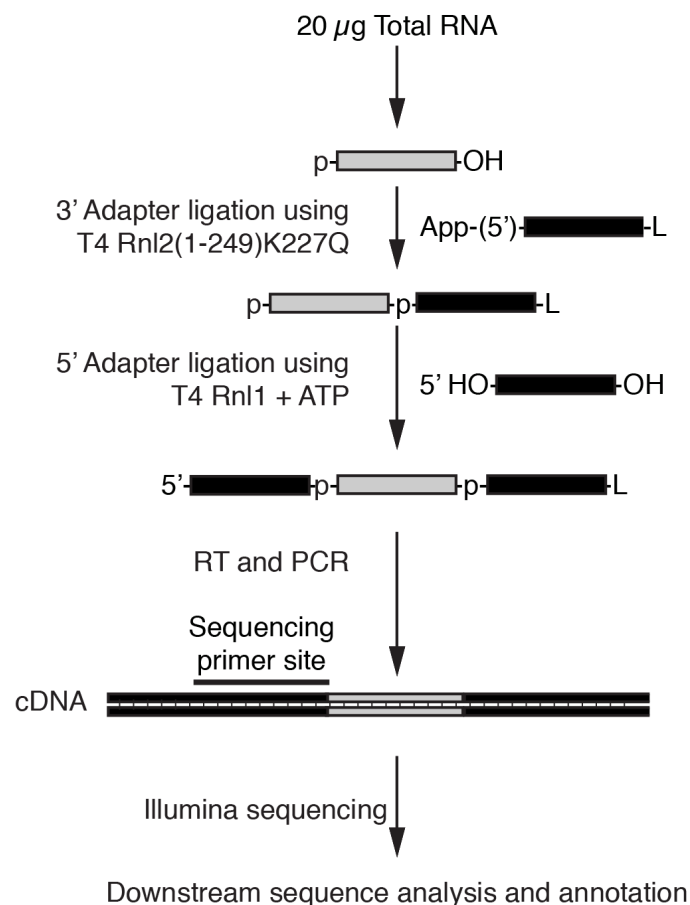 20 µg Total RNA
p- -OH
3’ Adapter ligation using
T4 Rnl2(1-249)K227Q
App-(5’)- -L
p- -p- -L
5’ Adapter ligation using
T4 Rnl1 + ATP
5’ HO- -OH
5’- -p- -p- -L
RT and PCR
Sequencing
primer site
cDNA
Illumina sequencing
Downstream sequence analysis and annotation